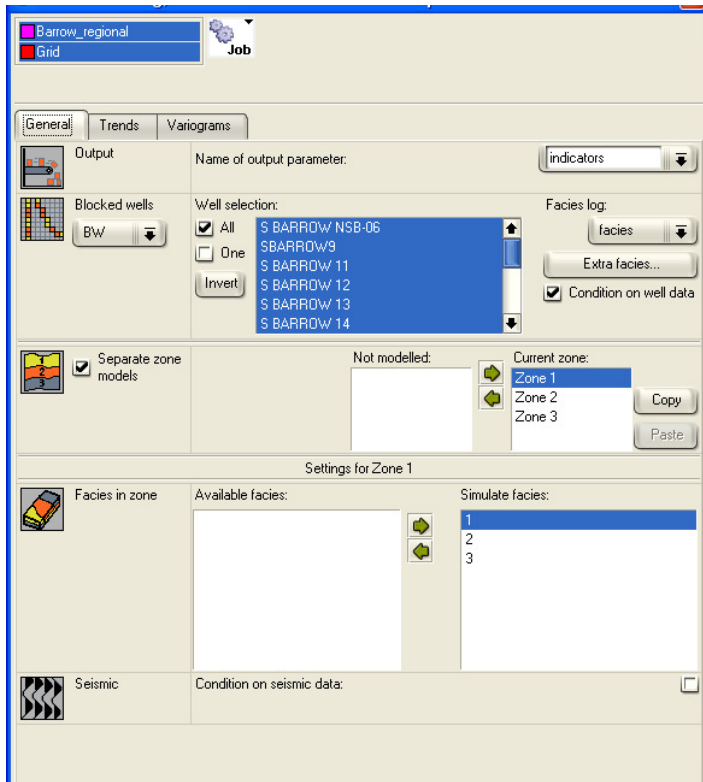 Barrow_regional
Grid
Job
General Trends Variograms
Output
Name of output parameter:
indicators
Blocked wells
BW
Well selection:
All
One
Invert
S BARROW NSB-06
SBARROW9
S BARROW 11
S BARROW 12
S BARROW 13
S BARROW 14
Facies log:
facies
Extra facies...
Condition on well data
1
2
3
Separate zone
models
Not modelled:
Current zone:
Zone 1
Zone 2
Zone 3
Copy
Paste
Settings for Zone 1
Facies in zone
Available facies:
Simulate facies:
1
2
3
Seismic
Condition on seismic data: